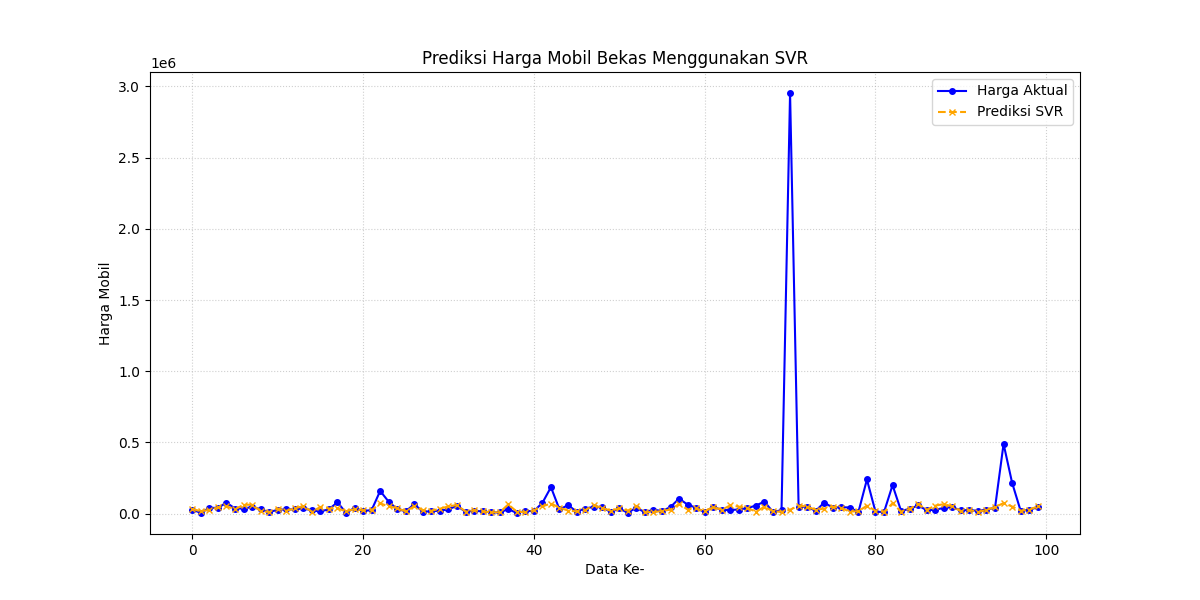 Prediksi Harga Mobil Bekas Menggunakan SVR
1e6
Harga Aktual
Prediksi SVR
3.0
2.5
2.0
1.5
1.0
0.5
0.0
Harga Mobil
0 20 40 60 80 100
Data Ke-